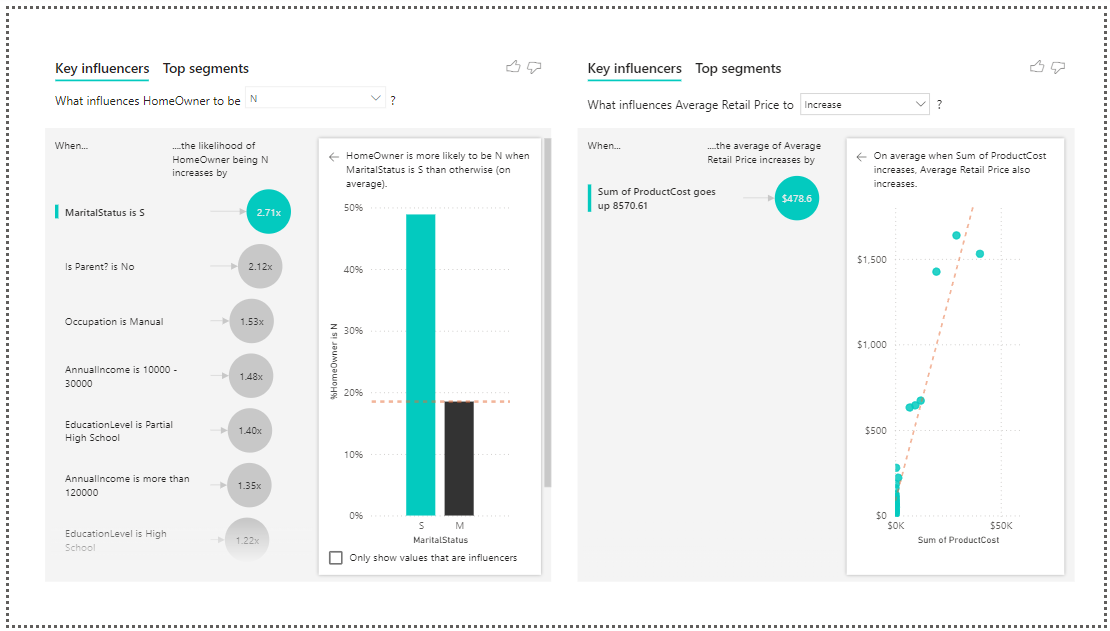 Key influencers Top segments
What influences HomeOwner to be N ?
When...
....the likelihood of
HomeOwner being N
increases by
MaritalStatus is S
2.71x
Is Parent? is No
2.12x
Occupation is Manual
1.53x
AnnualIncome is 10000 -
30000
1.48x
EducationLevel is Partial
High School
1.40x
AnnualIncome is more than
120000
1.35x
EducationLevel is High
School
1.22x
← HomeOwner is more likely to be N when
MaritalStatus is S than otherwise (on
average).
50%
40%
30%
20%
10%
0%
%HomeOwner is N
S M
MaritalStatus
Only show values that are influencers
Key influencers Top segments
What influences Average Retail Price to Increase ?
When...
....the average of Average
Retail Price increases by
Sum of ProductCost goes
up 8570.61
$478.6
← On average when Sum of ProductCost
increases, Average Retail Price also
increases.
$1,500
$1,000
$500
$0
$0K $50K
Sum of ProductCost